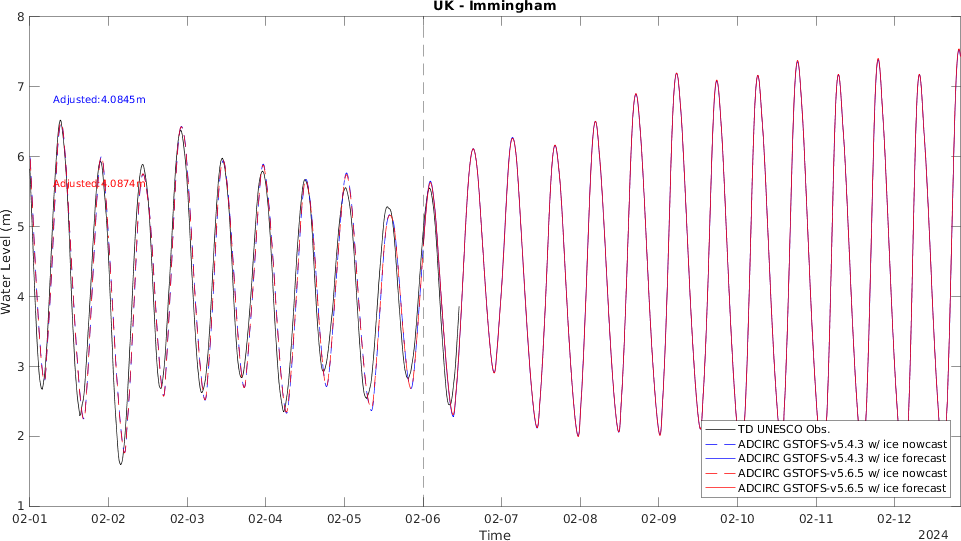 UK - Immingham
8
7
Adjusted:4.0845m
6
Adjusted:4.0874m
5
Water Level (m)
4
3
2
TD UNESCO Obs.
ADCIRC GSTOFS-v5.4.3 w/ ice nowcast
ADCIRC GSTOFS-v5.4.3 w/ ice forecast
ADCIRC GSTOFS-v5.6.5 w/ ice nowcast
ADCIRC GSTOFS-v5.6.5 w/ ice forecast
1
02-01 02-02 02-03 02-04 02-05 02-06 02-07 02-08 02-09 02-10 02-11 02-12
Time
2024